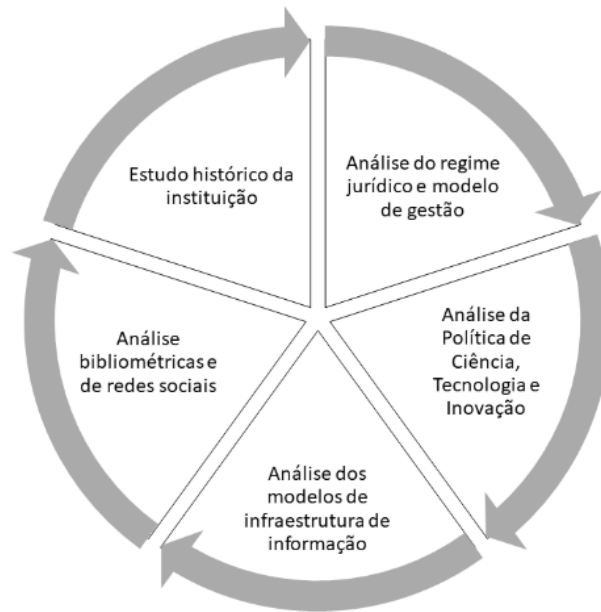 Estudo histórico da
instituição
Análise do regime
jurídico e modelo
de gestão
Análise da
Política de
Ciência,
Tecnologia e
Inovação
Análise dos
modelos de
infraestrutura de
informação
Análise
bibliométricas e
de redes sociais